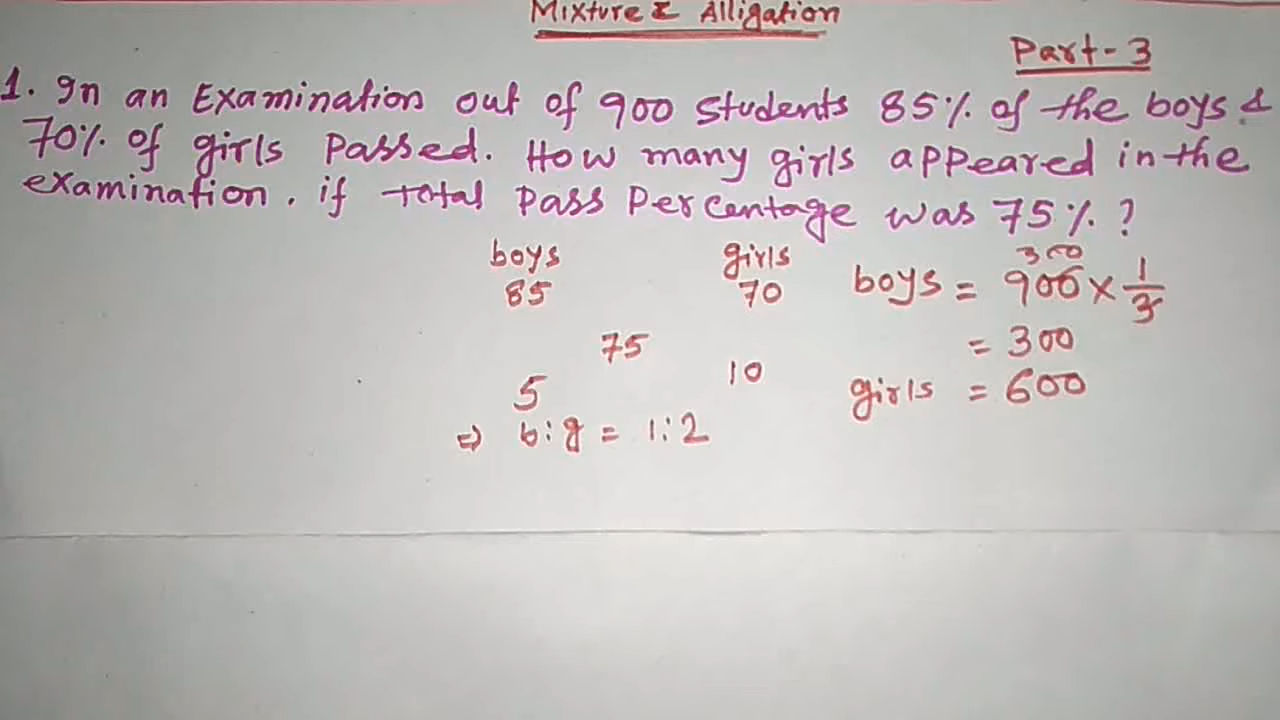 Mixture & Alligation
Part-3
1. In an Examination out of 900 Students 85% of the boys &
70% of girls Passed. How many girls appeared in the
examination. if Total Pass Percentage was 75% ?
boys girls
85 70
75
5 10
⇒ b:g = 1:2
300
boys = 900 × 1/3
= 300
girls = 600